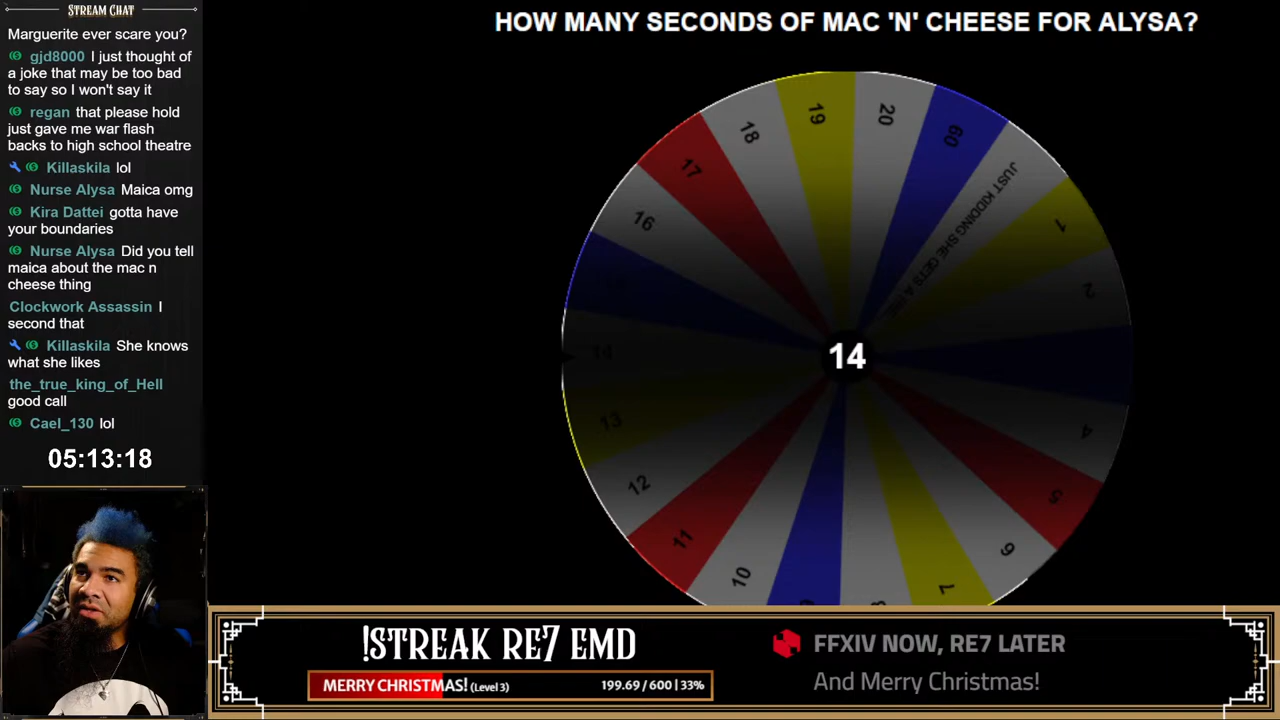 STREAM CHAT
Marguerite ever scare you?
gjd8000 I just thought of
a joke that may be too bad
to say so I won't say it
regan that please hold
just gave me war flash
backs to high school theatre
Killaskila lol
Nurse Alysa Maica omg
Kira Dattei gotta have
your boundaries
Nurse Alysa Did you tell
maica about the mac n
cheese thing
Clockwork Assassin I
second that
Killaskila She knows
what she likes
the_true_king_of_Hell
good call
Cael_130 lol
05:13:18
HOW MANY SECONDS OF MAC 'N' CHEESE FOR ALYSA?
19
20
60
18
JUST KIDDING SHE GETS A
17
1
16
2
14
14
13
4
12
5
11
6
10
7
!STREAK RE7 EMD
MERRY CHRISTMAS! (Level 3)
199.69 / 600 | 33%
FFXIV NOW, RE7 LATER
And Merry Christmas!